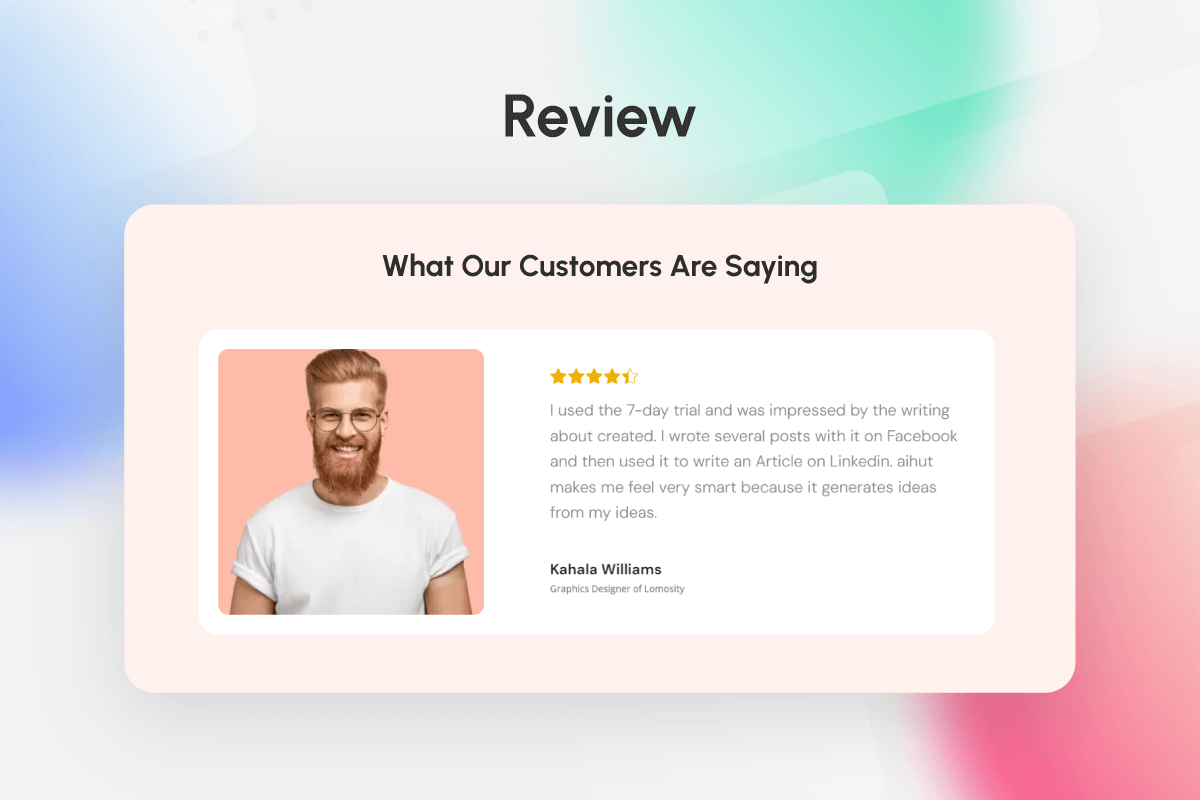 Review
What Our Customers Are Saying
I used the 7-day trial and was impressed by the writing
about created. I wrote several posts with it on Facebook
and then used it to write an Article on Linkedin. aihut
makes me feel very smart because it generates ideas
from my ideas.
Kahala Williams
Graphics Designer of Lomosity